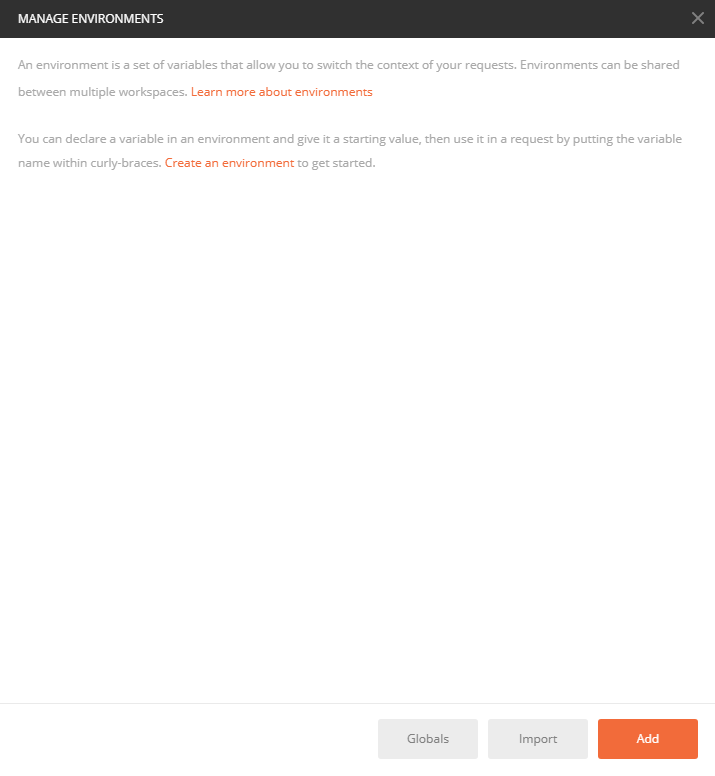 MANAGE ENVIRONMENTS
An environment is a set of variables that allow you to switch the context of your requests. Environments can be shared
between multiple workspaces. Learn more about environments
You can declare a variable in an environment and give it a starting value, then use it in a request by putting the variable
name within curly-braces. Create an environment to get started.
Globals
Import
Add